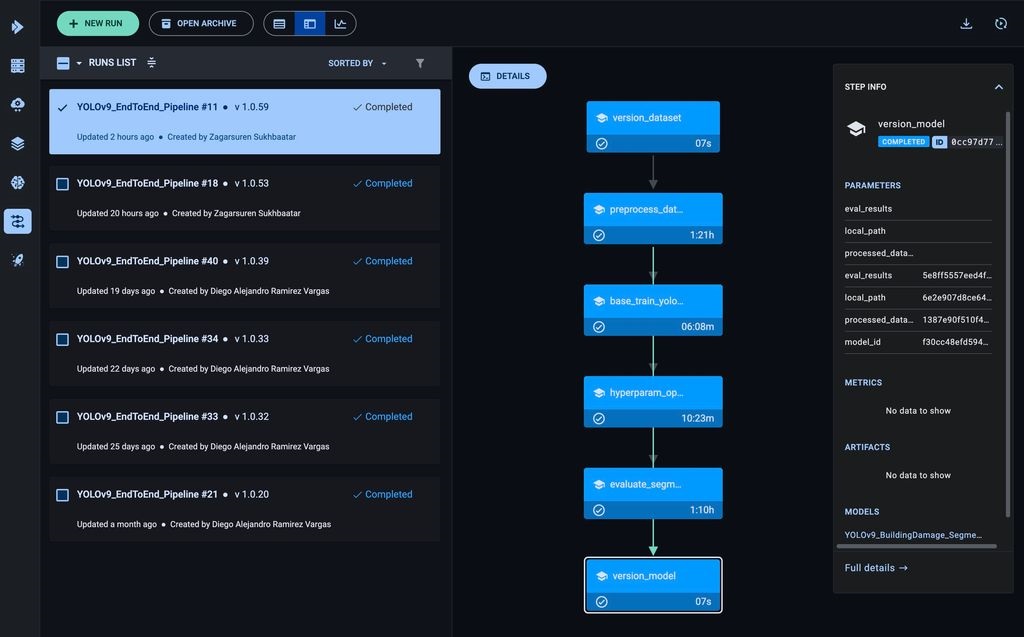 NEW RUN
OPEN ARCHIVE
RUNS LIST
SORTED BY
YOLOv9_EndToEnd_Pipeline #11 • v 1.0.59
Completed
Updated 2 hours ago • Created by Zagarsuren Sukhbaatar
YOLOv9_EndToEnd_Pipeline #18 • v 1.0.53
Completed
Updated 20 hours ago • Created by Zagarsuren Sukhbaatar
YOLOv9_EndToEnd_Pipeline #40 • v 1.0.39
Completed
Updated 19 days ago • Created by Diego Alejandro Ramirez Vargas
YOLOv9_EndToEnd_Pipeline #34 • v 1.0.33
Completed
Updated 22 days ago • Created by Diego Alejandro Ramirez Vargas
YOLOv9_EndToEnd_Pipeline #33 • v 1.0.32
Completed
Updated 25 days ago • Created by Diego Alejandro Ramirez Vargas
YOLOv9_EndToEnd_Pipeline #21 • v 1.0.20
Completed
Updated a month ago • Created by Diego Alejandro Ramirez Vargas
DETAILS
version_dataset
07s
preprocess_dat...
1:21h
base_train_yolo...
06:08m
hyperparam_op...
10:23m
evaluate_segm...
1:10h
version_model
07s
STEP INFO
version_model
COMPLETED ID 0cc97d77 ...
PARAMETERS
eval_results
local_path
processed_data...
eval_results 5e8ff5557eed4f...
local_path 6e2e907d8ce64...
processed_data... 1387e90f510f4...
model_id f30cc48efd594...
METRICS
No data to show
ARTIFACTS
No data to show
MODELS
YOLOv9_BuildingDamage_Segme...
Full details →